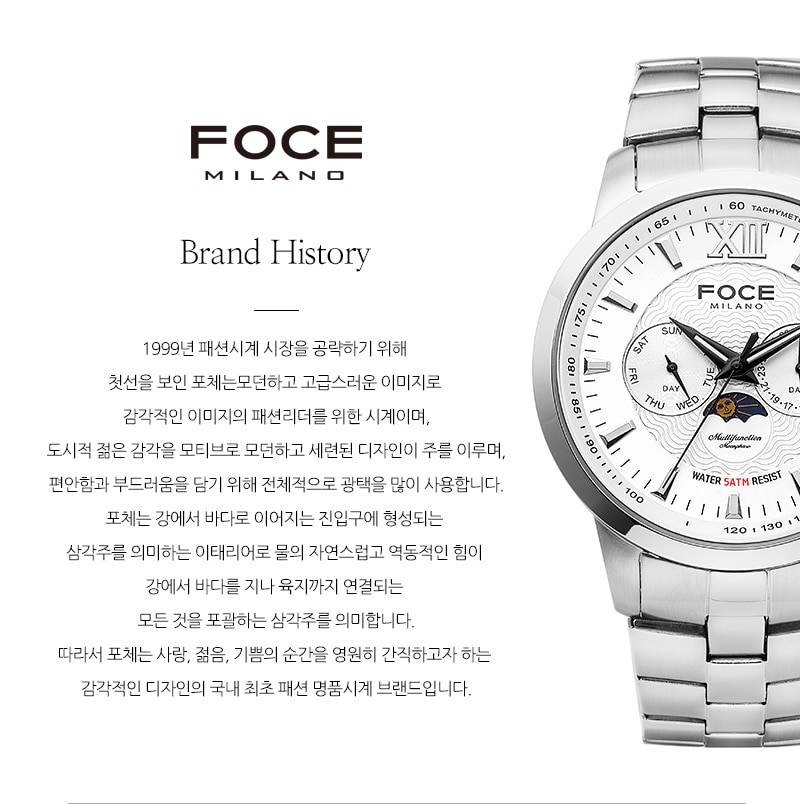 FOCE
MILANO
Brand History
1999년 패션시계 시장을 공략하기 위해
첫선을 보인 포체는모던하고 고급스러운 이미지로
감각적인 이미지의 패션리더를 위한 시계이며,
도시적 젊은 감각을 모티브로 모던하고 세련된 디자인이 주를 이루며,
편안함과 부드러움을 담기 위해 전체적으로 광택을 많이 사용합니다.
포체는 강에서 바다로 이어지는 진입구에 형성되는
삼각주를 의미하는 이태리어로 물의 자연스럽고 역동적인 힘이
강에서 바다를 지나 육지까지 연결되는
모든 것을 포괄하는 삼각주를 의미합니다.
따라서 포체는 사랑, 젊음, 기쁨의 순간을 영원히 간직하고자 하는
감각적인 디자인의 국내 최초 패션 명품시계 브랜드입니다.
60 TACHYMETE
65
70
175
180
185
190
100
120 110
XII
FOCE
MILANO
SUN
SAT
FRI
THU
WED
TUE
DAY
Multifunction
Moonphase
WATER 5ATM RESIST